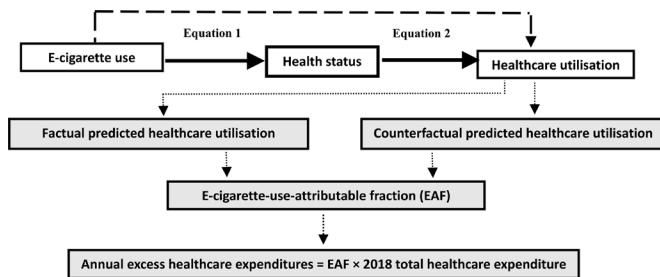 Equation 1 Equation 2
E-cigarette use Health status Healthcare utilisation
Factual predicted healthcare utilisation Counterfactual predicted healthcare utilisation
E-cigarette-use-attributable fraction (EAF)
Annual excess healthcare expenditures = EAF × 2018 total healthcare expenditure